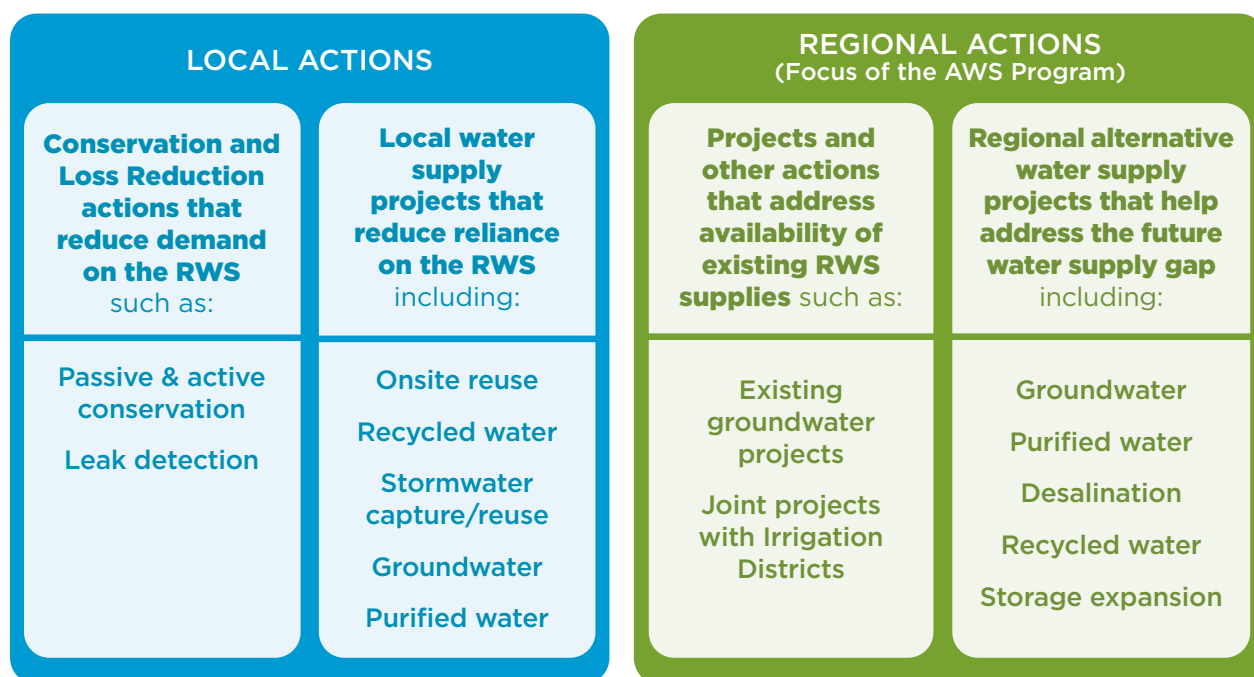 LOCAL ACTIONS
Conservation and
Loss Reduction
actions that
reduce demand
on the RWS
such as:
Passive & active
conservation
Leak detection
Local water
supply
projects that
reduce reliance
on the RWS
including:
Onsite reuse
Recycled water
Stormwater
capture/reuse
Groundwater
Purified water
REGIONAL ACTIONS
(Focus of the AWS Program)
Projects and
other actions
that address
availability of
existing RWS
supplies such as:
Existing
groundwater
projects
Joint projects
with Irrigation
Districts
Regional alternative
water supply
projects that help
address the future
water supply gap
including:
Groundwater
Purified water
Desalination
Recycled water
Storage expansion